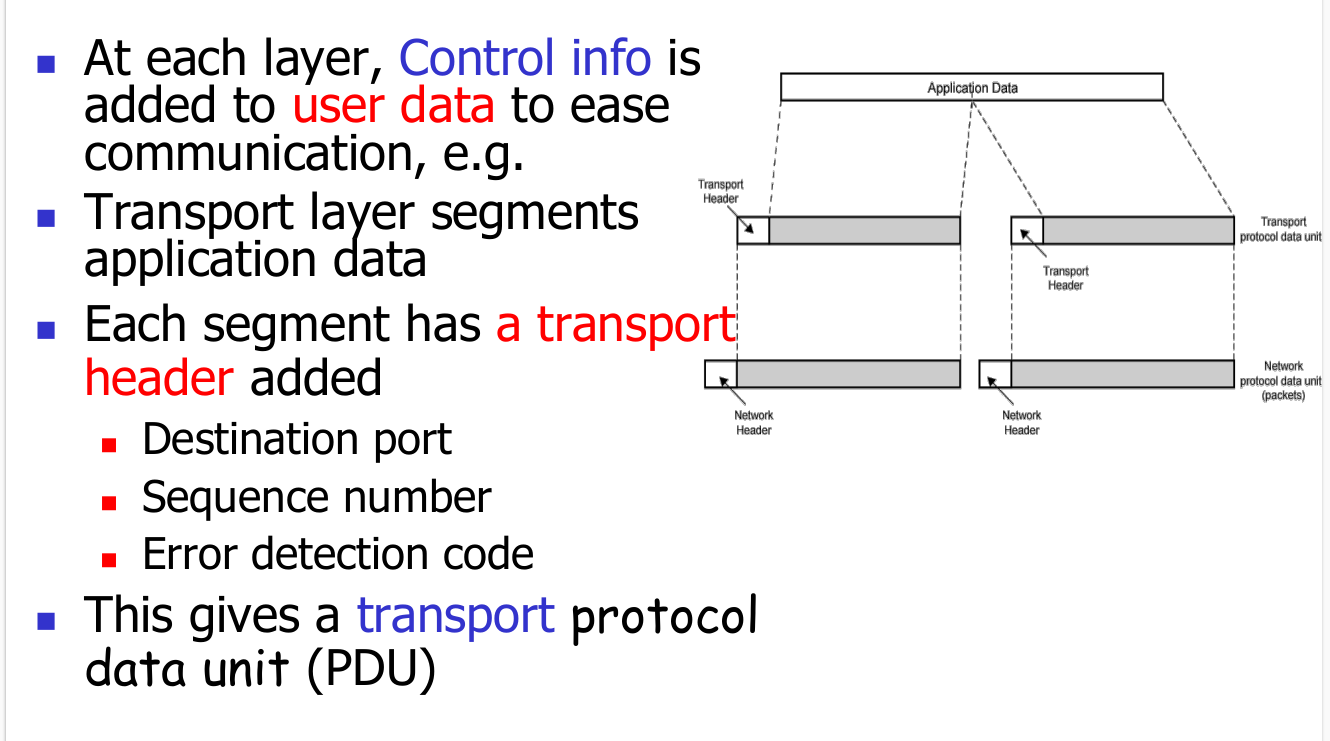 At each layer, Control info is
added to user data to ease
communication, e.g.
Transport layer segments
application data
Each segment has a transport
header added
Destination port
Sequence number
Error detection code
This gives a transport protocol
data unit (PDU)
Application Data
Transport
Header
Transport
protocol data unit
Transport
Header
Network
protocol data unit
(packets)
Network
Header
Network
Header